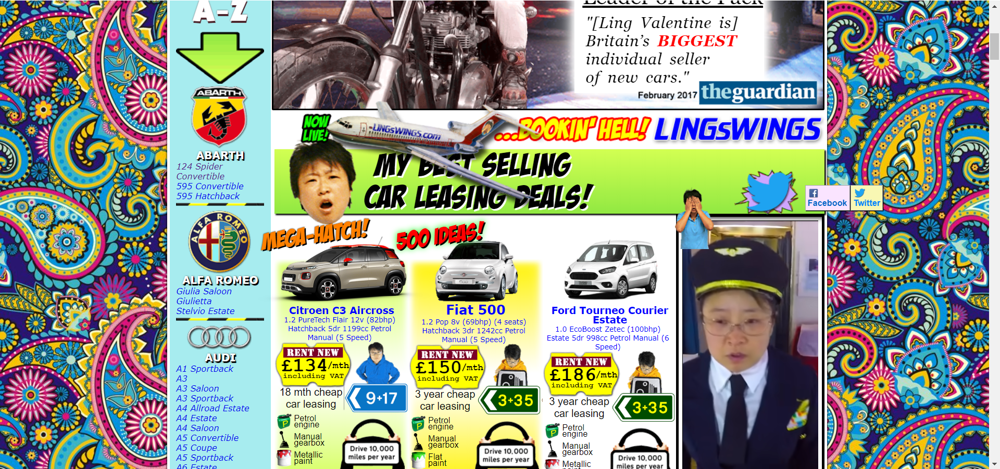 A-Z
ABARTH
ABARTH
124 Spider
Convertible
595 Convertible
595 Hatchback
ALFA ROMEO
ALFA ROMEO
Giulia Saloon
Giulietta
Stelvio Estate
AUDI
A1 Sportback
A3
A3 Saloon
A3 Sportback
A4 Allroad Estate
A4 Estate
A4 Saloon
A5 Convertible
A5 Coupe
A5 Sportback
A6 Estate
Leader of the Pack
"[Ling Valentine is]
Britain's BIGGEST
individual seller
of new cars."
February 2017 theguardian
NOW
LIVE!
LINGsWINGS.com
...BOOKIN' HELL! LINGsWINGS
MY BEST SELLING
CAR LEASING DEALS!
Facebook
Twitter
MEGA-HATCH!
Citroen C3 Aircross
1.2 PureTech Flair 12v (82bhp)
Hatchback 5dr 1199cc Petrol
Manual (5 Speed)
RENT NEW
£134/mth
including VAT
18 mth cheap
car leasing
9+17
P
Petrol
engine
Manual
gearbox
Metallic
paint
Drive 10,000
miles per year
500 IDEAS!
Fiat 500
1.2 Pop 8v (69bhp) (4 seats)
Hatchback 3dr 1242cc Petrol
Manual (5 Speed)
RENT NEW
£150/mth
including VAT
3 year cheap
car leasing
3+35
P
Petrol
engine
Manual
gearbox
Flat
paint
Drive 10,000
miles per year
Ford Tourneo Courier
Estate
1.0 EcoBoost Zetec (100bhp)
Estate 5dr 998cc Petrol Manual (6
Speed)
RENT NEW
£186/mth
including VAT
3 year cheap
car leasing
3+35
P
Petrol
engine
Manual
gearbox
Metallic
Drive 10,000
miles per year